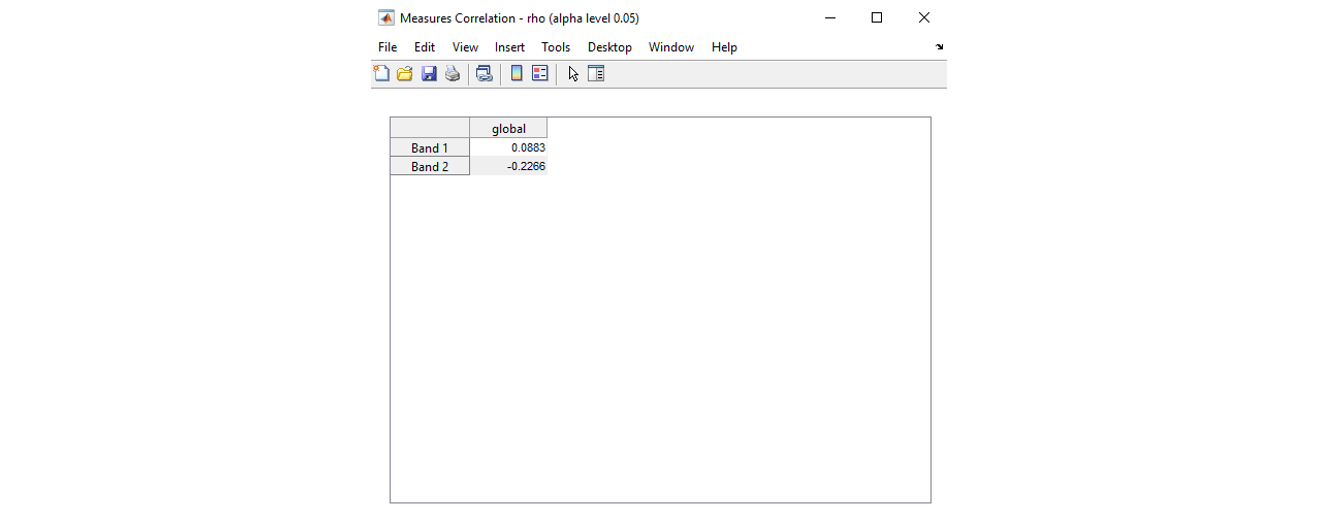 Measures Correlation - rho (alpha level 0.05)
File Edit View Insert Tools Desktop Window Help
global
Band 1 0.0883
Band 2 -0.2266